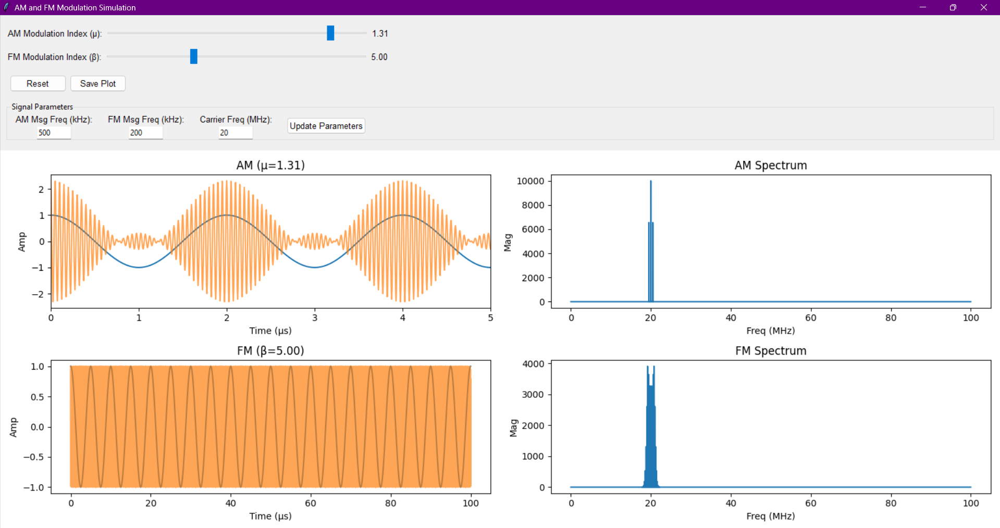 AM and FM Modulation Simulation
AM Modulation Index (μ): 1.31
FM Modulation Index (β): 5.00
Reset Save Plot
Signal Parameters
AM Msg Freq (kHz): FM Msg Freq (kHz): Carrier Freq (MHz):
500 200 20 Update Parameters
AM (μ=1.31)
2
1
0
−1
−2
Amp
0 1 2 3 4 5
Time (μs)
AM Spectrum
10000
8000
6000
4000
2000
0
Mag
0 20 40 60 80 100
Freq (MHz)
FM (β=5.00)
1.0
0.5
0.0
−0.5
−1.0
Amp
0 20 40 60 80 100
Time (μs)
FM Spectrum
4000
3000
2000
1000
0
Mag
0 20 40 60 80 100
Freq (MHz)